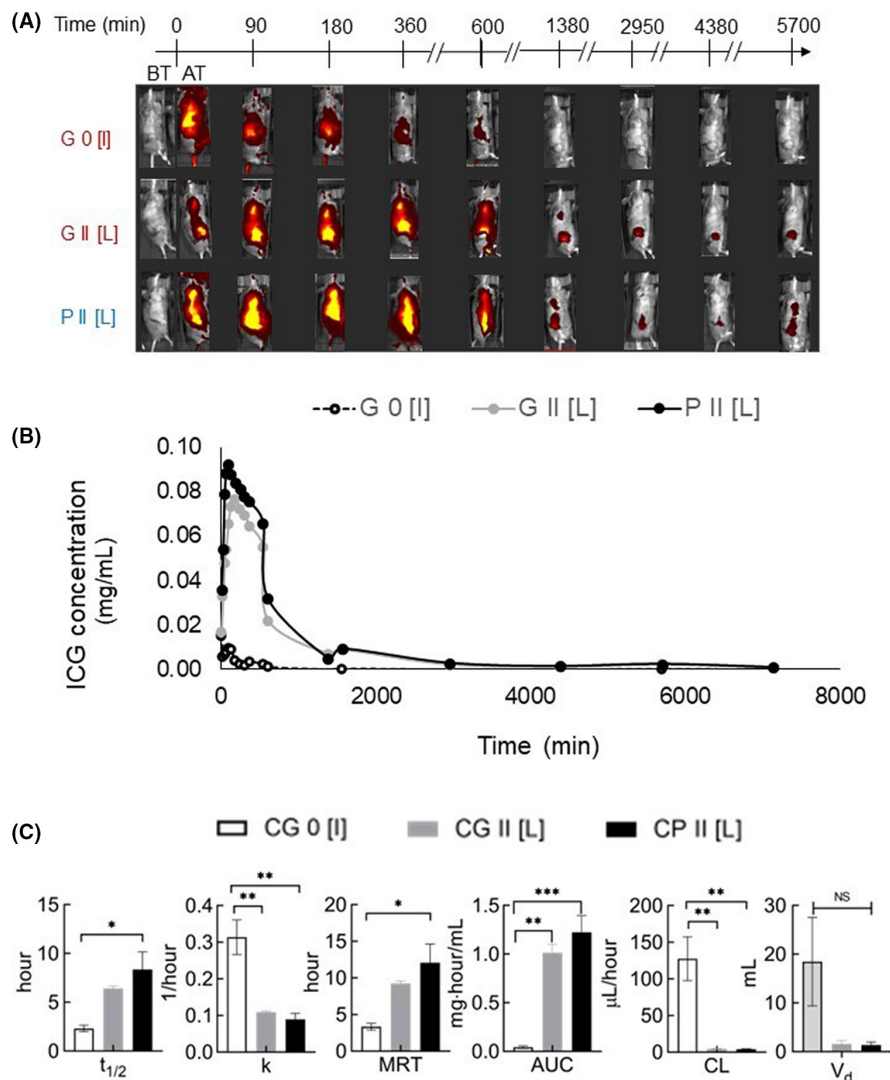 (A)
Time (min) 0 90 180 360 600 1380 2950 4380 5700
BT AT
G 0 [I]
G II [L]
P II [L]
G 0 [I] G II [L] P II [L]
(B)
ICG concentration
(mg/mL)
0.10
0.08
0.06
0.04
0.02
0.00
0 2000 4000 6000 8000
Time (min)
(C)
CG 0 [I] CG II [L] CP II [L]
hour
15
10
5
0
*
t1/2
1/hour
0.4
0.3
0.2
0.1
0.0
**
**
k
hour
20
15
10
5
0
*
MRT
mg·hour/mL
1.5
1.0
0.5
0.0
***
**
AUC
µL/hour
200
150
100
50
0
**
**
CL
mL
30
20
10
0
NS
Vd